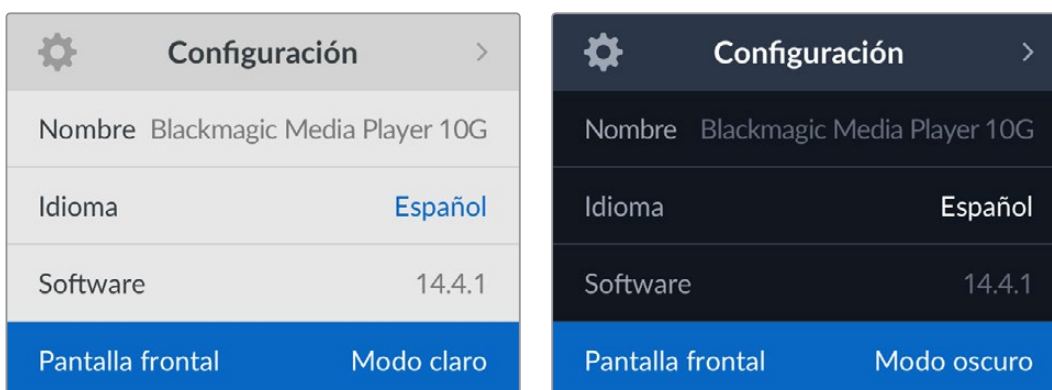 Configuración
Nombre Blackmagic Media Player 10G
Idioma Español
Software 14.4.1
Pantalla frontal Modo claro
Configuración
Nombre Blackmagic Media Player 10G
Idioma Español
Software 14.4.1
Pantalla frontal Modo oscuro